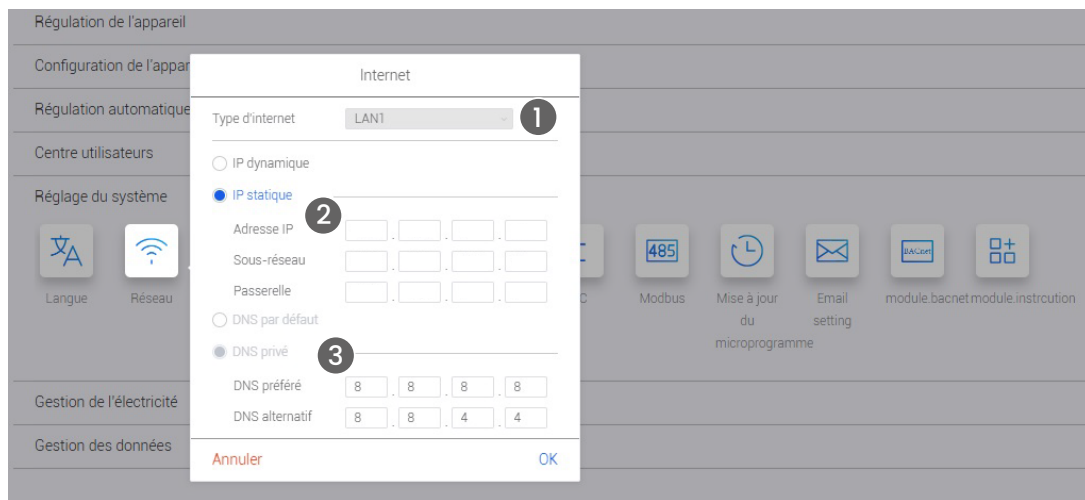 Régulation de l'appareil
Configuration de l'appar
Internet
Régulation automatique
Type d'internet LAN1 1
Centre utilisateurs
IP dynamique
Réglage du système
IP statique
2
Adresse IP . . .
Sous-réseau . . .
Passerelle . . .
文A
485
BACnet
Langue
Réseau
C
Modbus
Mise à jour
du
microprogramme
Email
setting
module.bacnet
module.instrcution
DNS par défaut
DNS privé
3
DNS préféré 8 . 8 . 8 . 8
DNS alternatif 8 . 8 . 4 . 4
Gestion de l'électricité
Gestion des données
Annuler OK